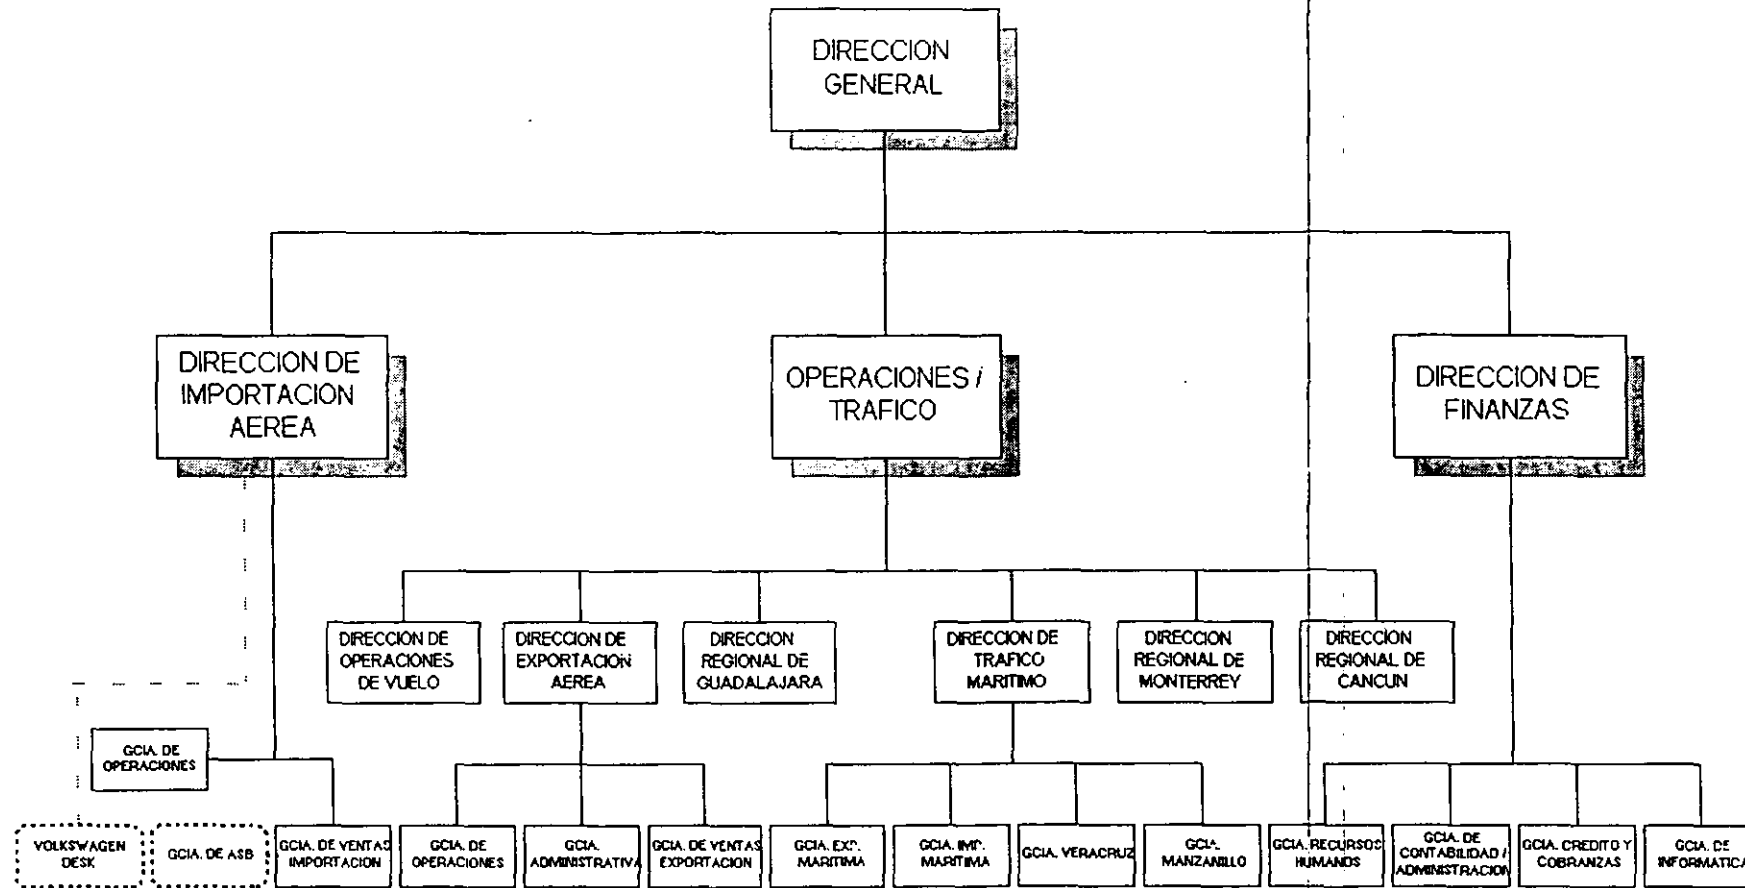 DIRECCION
GENERAL
DIRECCION DE
IMPORTACION
AEREA
OPERACIONES /
TRAFICO
DIRECCION DE
FINANZAS
DIRECCION DE
OPERACIONES
DE VUELO
DIRECCION DE
EXPORTACION
AEREA
DIRECCION
REGIONAL DE
GUADALAJARA
DIRECCION DE
TRAFICO
MARITIMO
DIRECCION
REGIONAL DE
MONTERREY
DIRECCION
REGIONAL DE
CANCUN
GCIA. DE
OPERACIONES
VOLKSWAGEN
DESK
GCIA. DE ASB
GCIA. DE VENTAS
IMPORTACION
GCIA. DE
OPERACIONES
GCIA.
ADMINISTRATIVA
GCIA. DE VENTAS
EXPORTACION
GCIA. EXP.
MARITIMA
GCIA. IMP.
MARITIMA
GCIA. VERACRUZ
GCIA.
MANZANILLO
GCIA. RECURSOS
HUMANOS
GCIA. DE
CONTABILIDAD /
ADMINISTRACION
GCIA. CREDITO Y
COBRANZAS
GCIA. DE
INFORMATICA